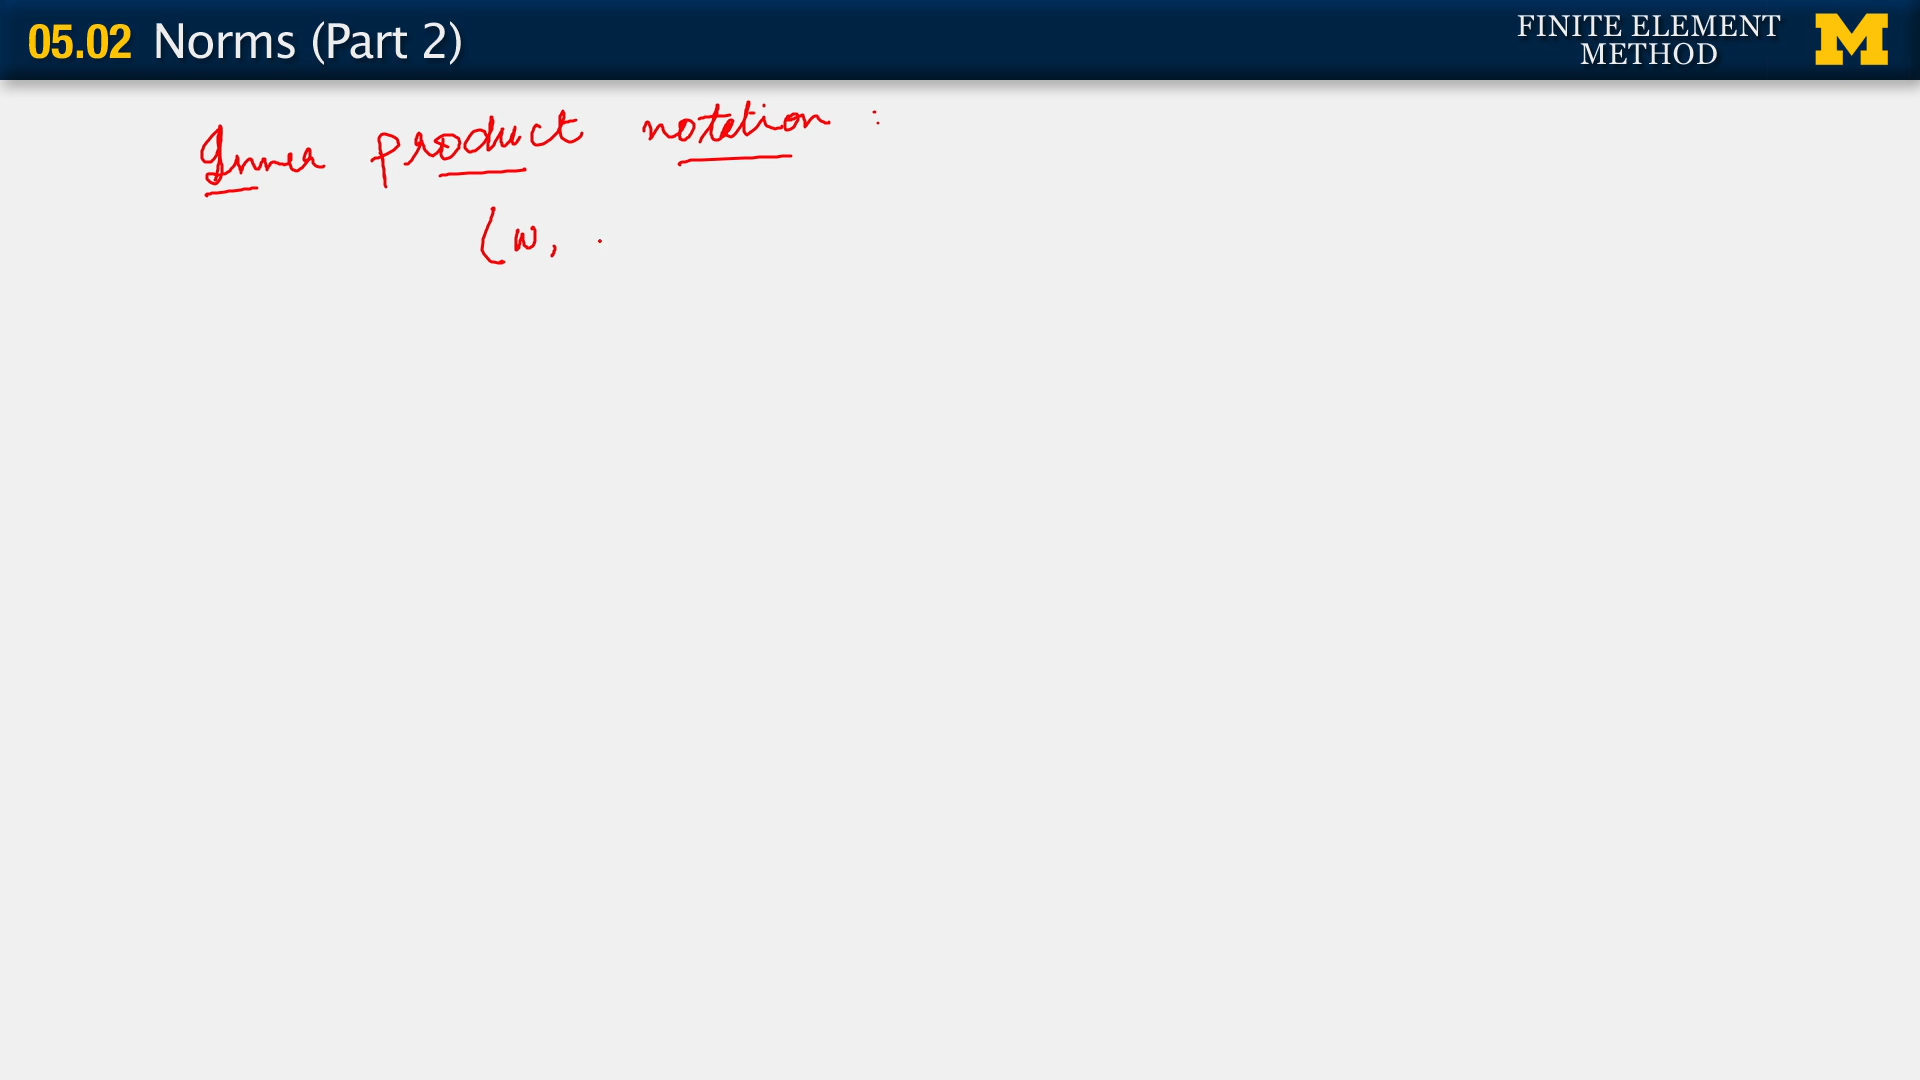 05.02 Norms (Part 2)
FINITE ELEMENT
METHOD
M
Inner product notation :
(w, .